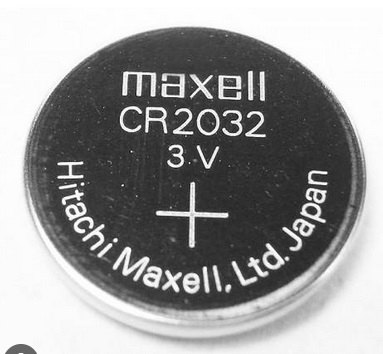 maxell
CR2032
3 V
+
Hitachi Maxell, Ltd. Japan